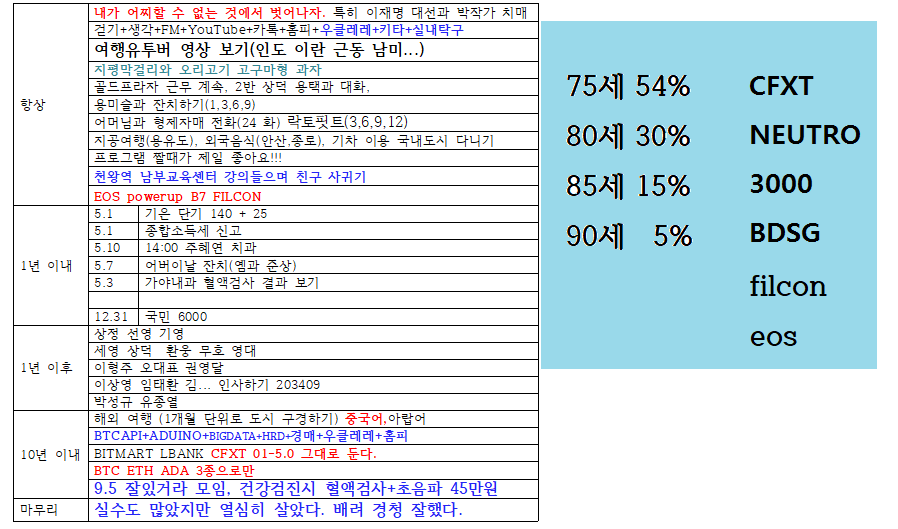 항상
내가 어찌할 수 없는 것에서 벗어나자. 특히 이재명 대선과 박작가 치매
걷기+생각+FM+YouTube+카톡+홈피+우클레레+키타+실내탁구
여행유투버 영상 보기(인도 이란 근동 남미...)
지평막걸리와 오리고기 고구마형 과자
골드프라자 근무 계속, 2반 상덕 용택과 대화,
용미슬과 잔치하기(1,3,6,9)
어머님과 형제자매 전화(24 화) 락토핏트(3,6,9,12)
지공여행(용유도), 외국음식(안산,종로), 기차 이용 국내도시 다니기
프로그램 짤때가 제일 좋아요!!!
천왕역 남부교육센터 강의들으며 친구 사귀기
EOS powerup B7 FILCON
1년 이내
5.1 기은 단기 140 + 25
5.1 종합소득세 신고
5.10 14:00 주혜연 치과
5.7 어버이날 잔치(엠과 준상)
5.3 가야내과 혈액검사 결과 보기
12.31 국민 6000
1년 이후
상정 선영 기영
세영 상덕 환웅 무호 영대
이형주 오대표 권영달
이상영 임태환 김... 인사하기 203409
박성규 유종열
10년 이내
해외 여행 (1개월 단위로 도시 구경하기) 중국어,아랍어
BTCAPI+ADUINO+BIGDATA+HRD+경매+우클레레+홈피
BITMART LBANK CFXT 01-5.0 그대로 둔다.
BTC ETH ADA 3종으로만
9.5 잘있거라 모임, 건강검진시 혈액검사+초음파 45만원
마무리
실수도 많았지만 열심히 살았다. 배려 경청 잘했다.
75세 54% CFXT
80세 30% NEUTRO
85세 15% 3000
90세 5% BDSG
filcon
eos